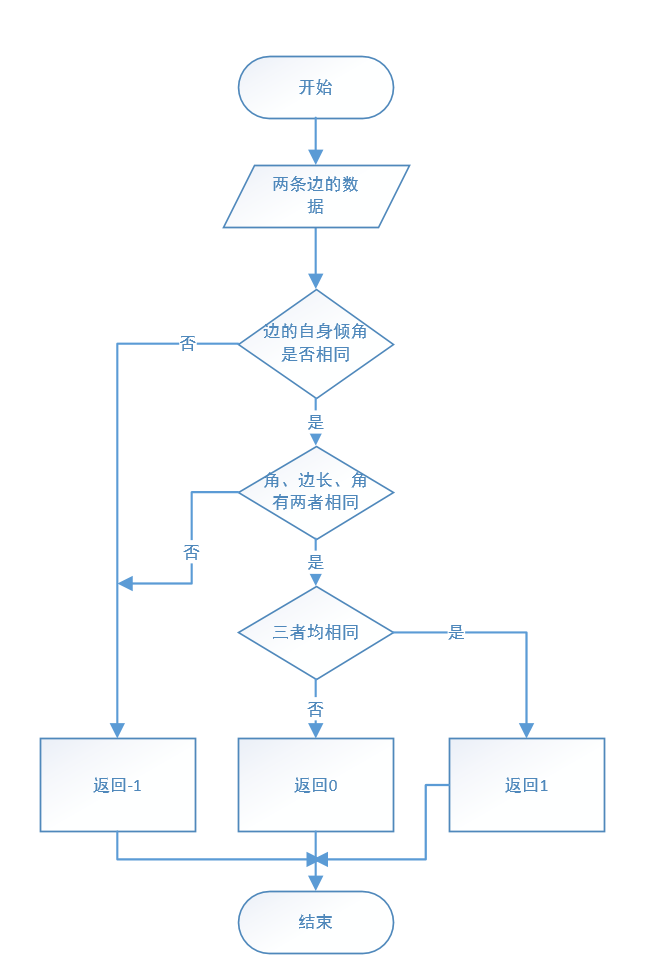 开始
两条边的数
据
边的自身倾角
是否相同
否
是
角、边长、角
有两者相同
否
是
三者均相同
是
否
返回-1
返回0
返回1
结束